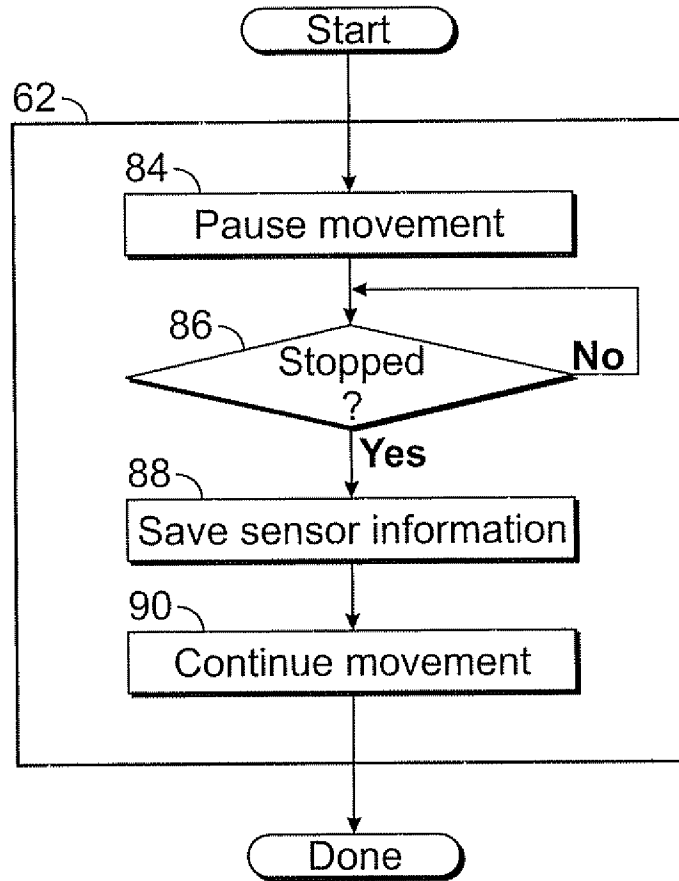 Start
62
84
Pause movement
86
Stopped
?
No
Yes
88
Save sensor information
90
Continue movement
Done